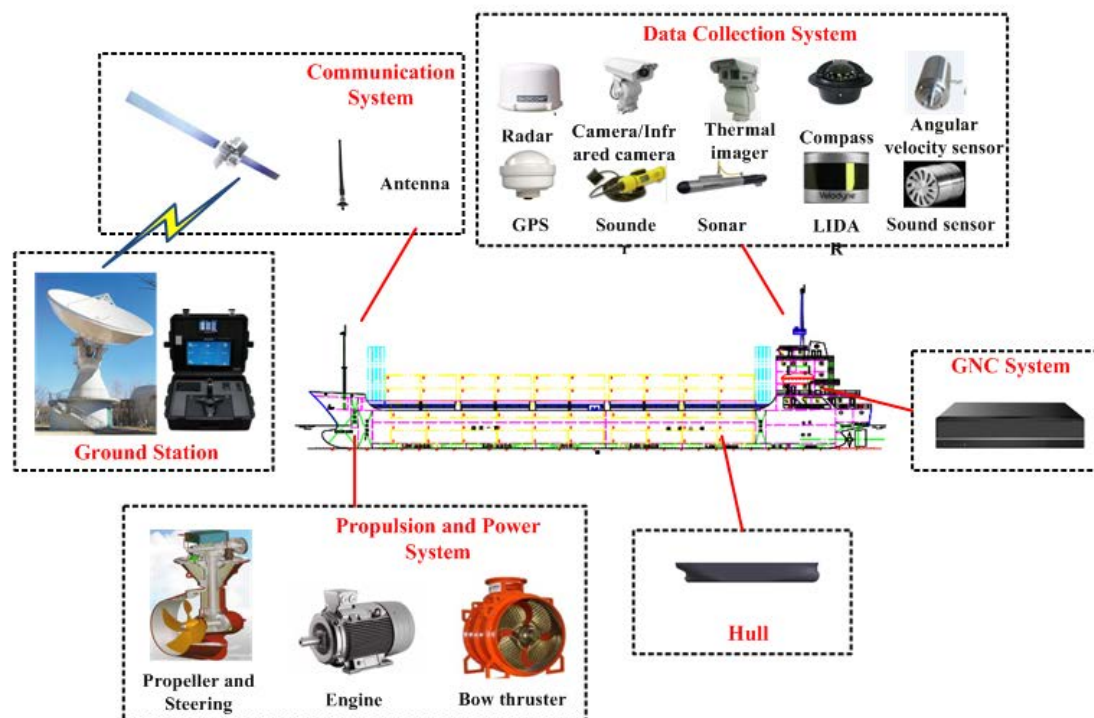 Data Collection System
Communication
System
Radar
Camera/Infr
ared camera
Thermal
imager
Compass
Angular
velocity sensor
Antenna
GPS
Sounde
r
Sonar
Velodyne
LIDA
R
Sound sensor
GNC System
Ground Station
Propulsion and Power
System
Hull
Propeller and
Steering
Engine
Bow thruster